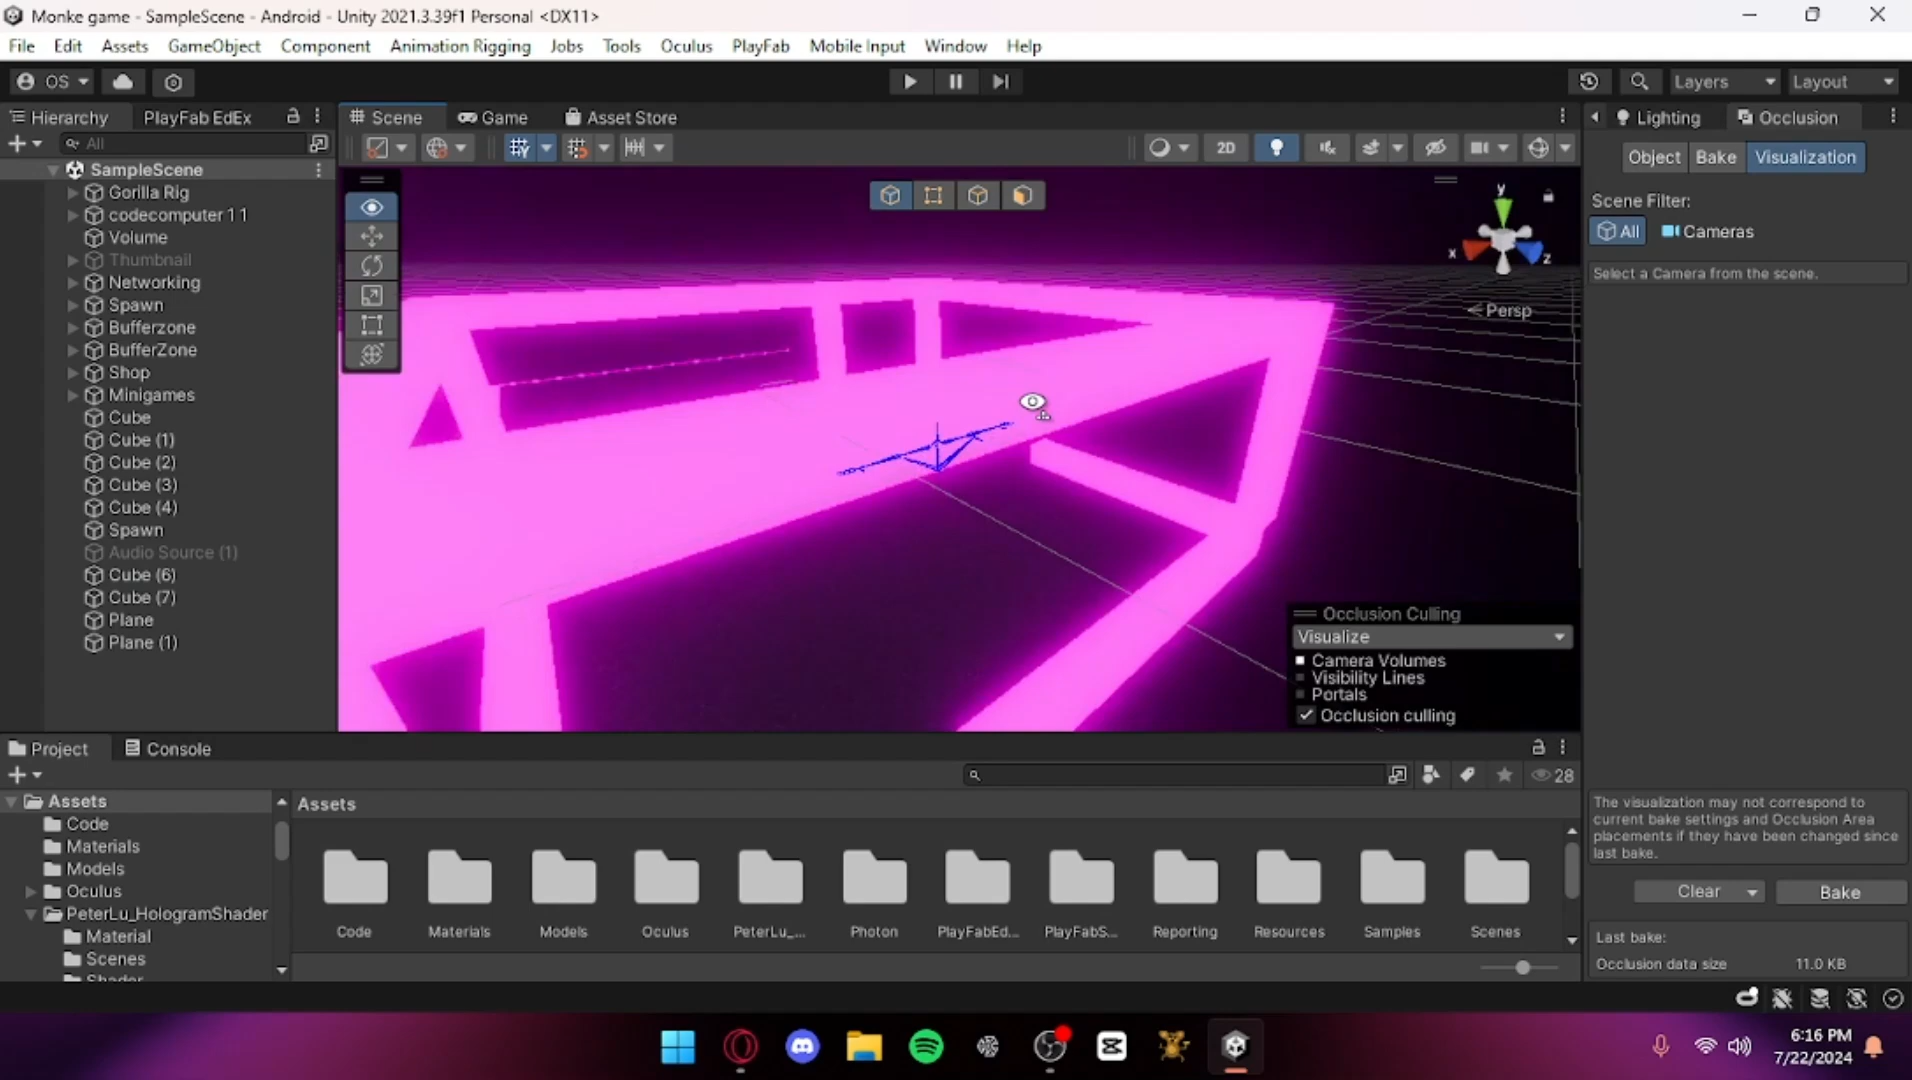 Monke game - SampleScene - Android - Unity 2021.3.39f1 Personal <DX11>
File Edit Assets GameObject Component Animation Rigging Jobs Tools Oculus PlayFab Mobile Input Window Help
OS Layers Layout
Hierarchy PlayFab EdEx
All
SampleScene
Gorilla Rig
codecomputer 1 1
Volume
Thumbnail
Networking
Spawn
Bufferzone
BufferZone
Shop
Minigames
Cube
Cube (1)
Cube (2)
Cube (3)
Cube (4)
Spawn
Audio Source (1)
Cube (6)
Cube (7)
Plane
Plane (1)
Scene Game Asset Store
2D
y
x
z
Persp
Occlusion Culling
Visualize
Camera Volumes
Visibility Lines
Portals
Occlusion culling
Lighting Occlusion
Object Bake Visualization
Scene Filter:
All Cameras
Select a Camera from the scene.
The visualization may not correspond to
current bake settings and Occlusion Area
placements if they have been changed since
last bake.
Clear Bake
Last bake:
Occlusion data size 11.0 KB
Project Console
28
Assets
Code
Materials
Models
Oculus
PeterLu_HologramShader
Material
Scenes
Shader
Assets
Code Materials Models Oculus PeterLu_... Photon PlayFabEd... PlayFabS... Reporting Resources Samples Scenes
6:16 PM
7/22/2024